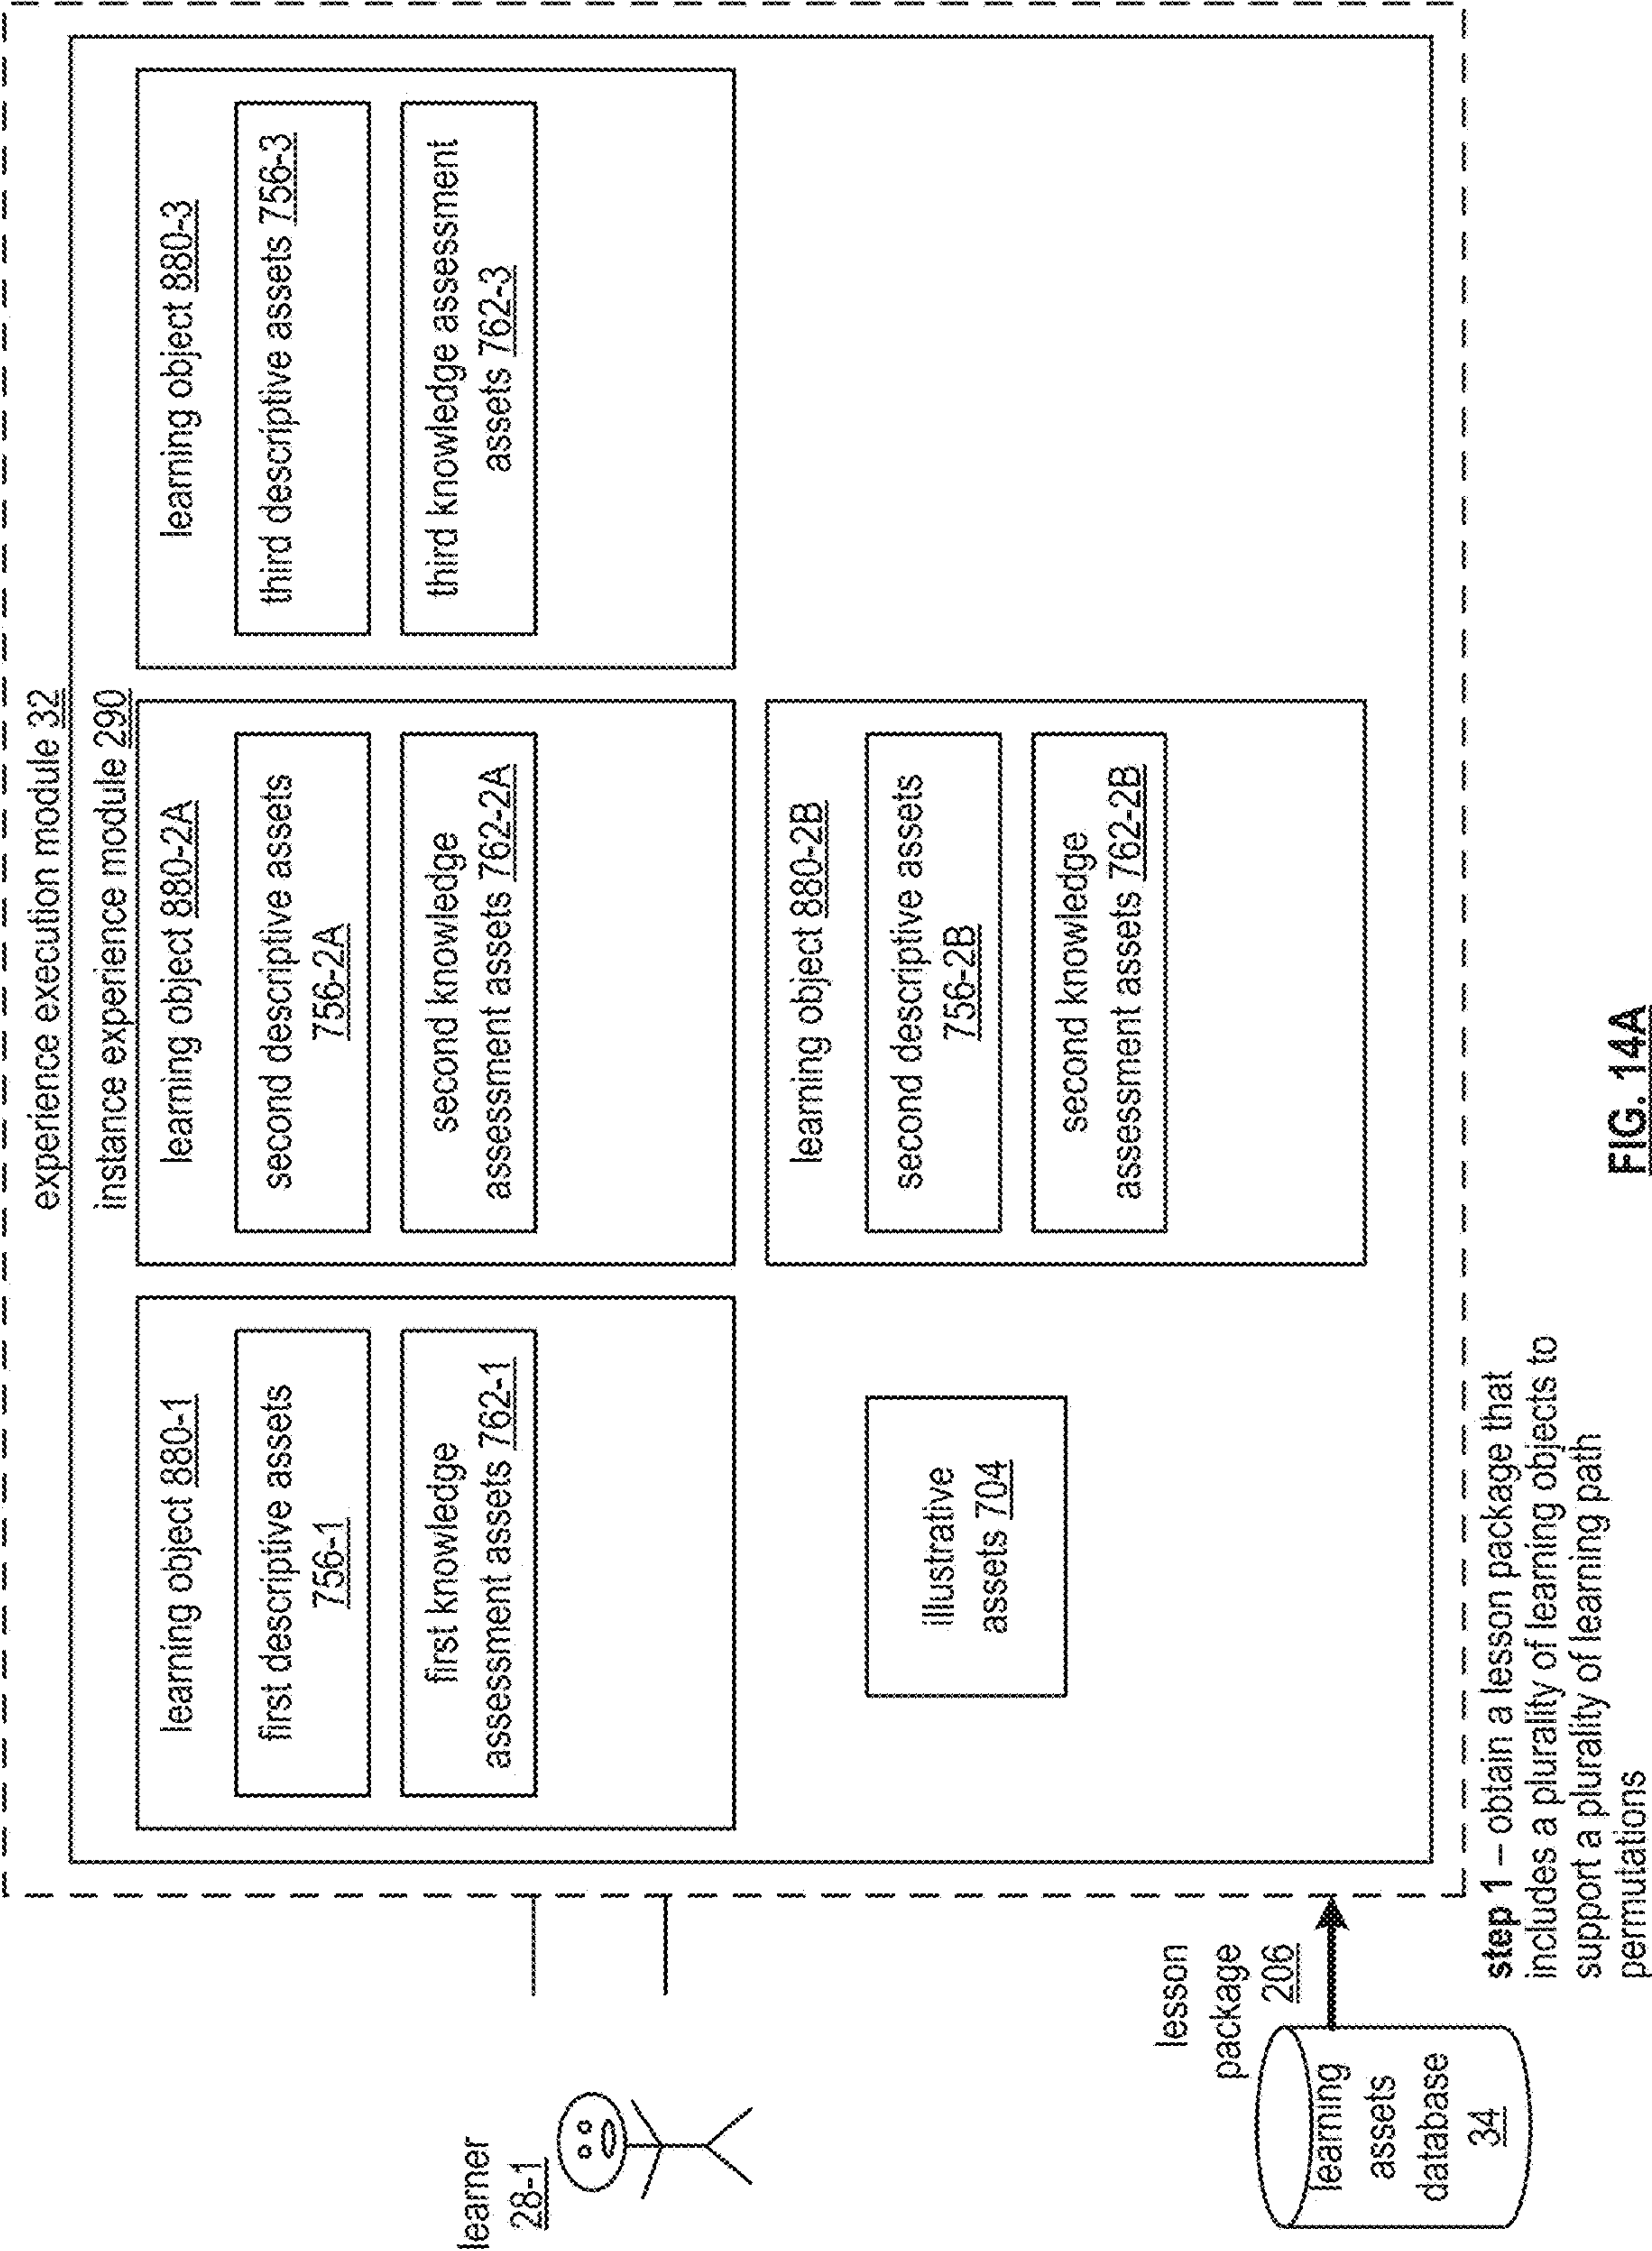 experience execution module 32
instance experience module 290
learning object 880-1
first descriptive assets
756-1
first knowledge
assessment assets 762-1
learning object 880-2A
second descriptive assets
756-2A
second knowledge
assessment assets 762-2A
learning object 880-3
third descriptive assets 756-3
third knowledge assessment
assets 762-3
learner
28-1
illustrative
assets 704
learning object 880-2B
second descriptive assets
756-2B
second knowledge
assessment assets 762-2B
lesson
package
206
learning
assets
database
34
step 1 – obtain a lesson package that
includes a plurality of learning objects to
support a plurality of learning path
permutations
FIG. 14A